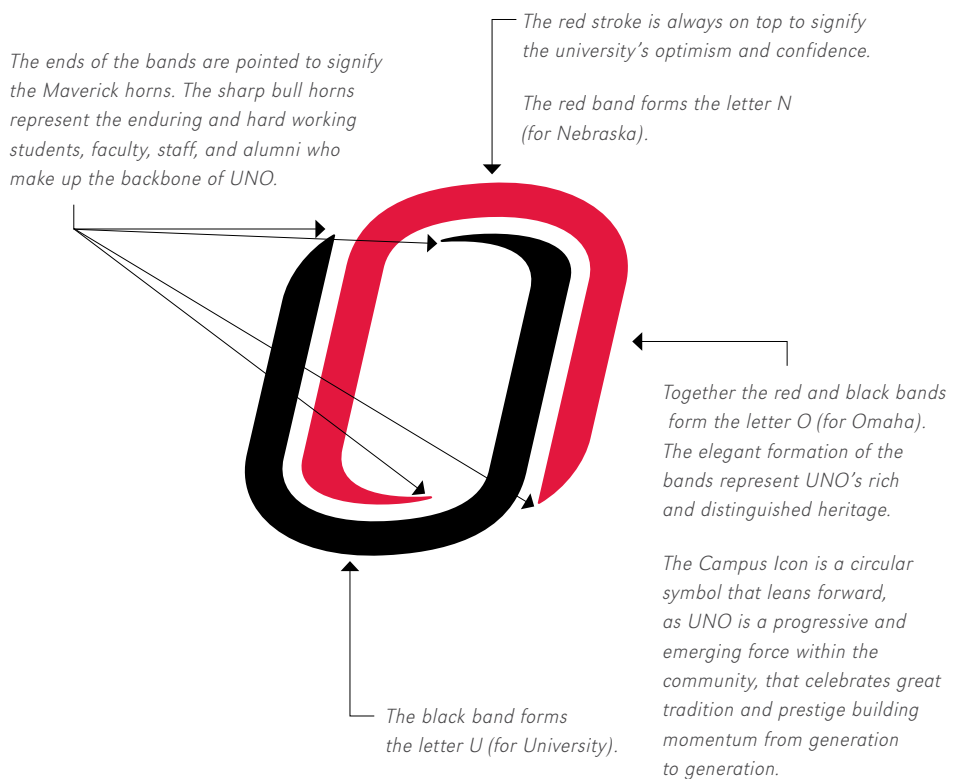 The ends of the bands are pointed to signify
the Maverick horns. The sharp bull horns
represent the enduring and hard working
students, faculty, staff, and alumni who
make up the backbone of UNO.
The red stroke is always on top to signify
the university's optimism and confidence.
The red band forms the letter N
(for Nebraska).
Together the red and black bands
form the letter O (for Omaha).
The elegant formation of the
bands represent UNO's rich
and distinguished heritage.
The Campus Icon is a circular
symbol that leans forward,
as UNO is a progressive and
emerging force within the
community, that celebrates great
tradition and prestige building
momentum from generation
to generation.
The black band forms
the letter U (for University).